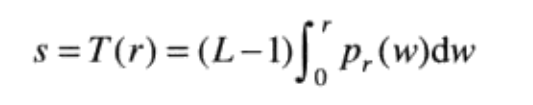 s = T(r) = (L−1)∫₀ʳ pᵣ(w)dw